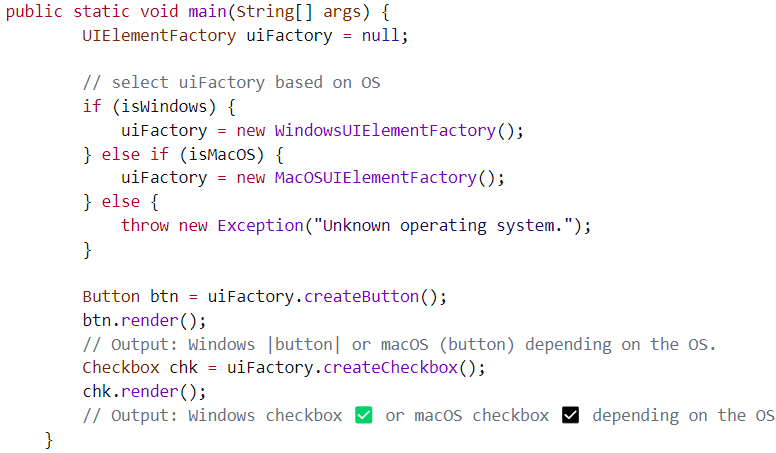 public static void main(String[] args) {
UIElementFactory uiFactory = null;
// select uiFactory based on OS
if (isWindows) {
uiFactory = new WindowsUIElementFactory();
} else if (isMacOS) {
uiFactory = new MacOSUIElementFactory();
} else {
throw new Exception("Unknown operating system.");
}
Button btn = uiFactory.createButton();
btn.render();
// Output: Windows |button| or macOS (button) depending on the OS.
Checkbox chk = uiFactory.createCheckbox();
chk.render();
// Output: Windows checkbox ✅ or macOS checkbox ☑ depending on the OS
}